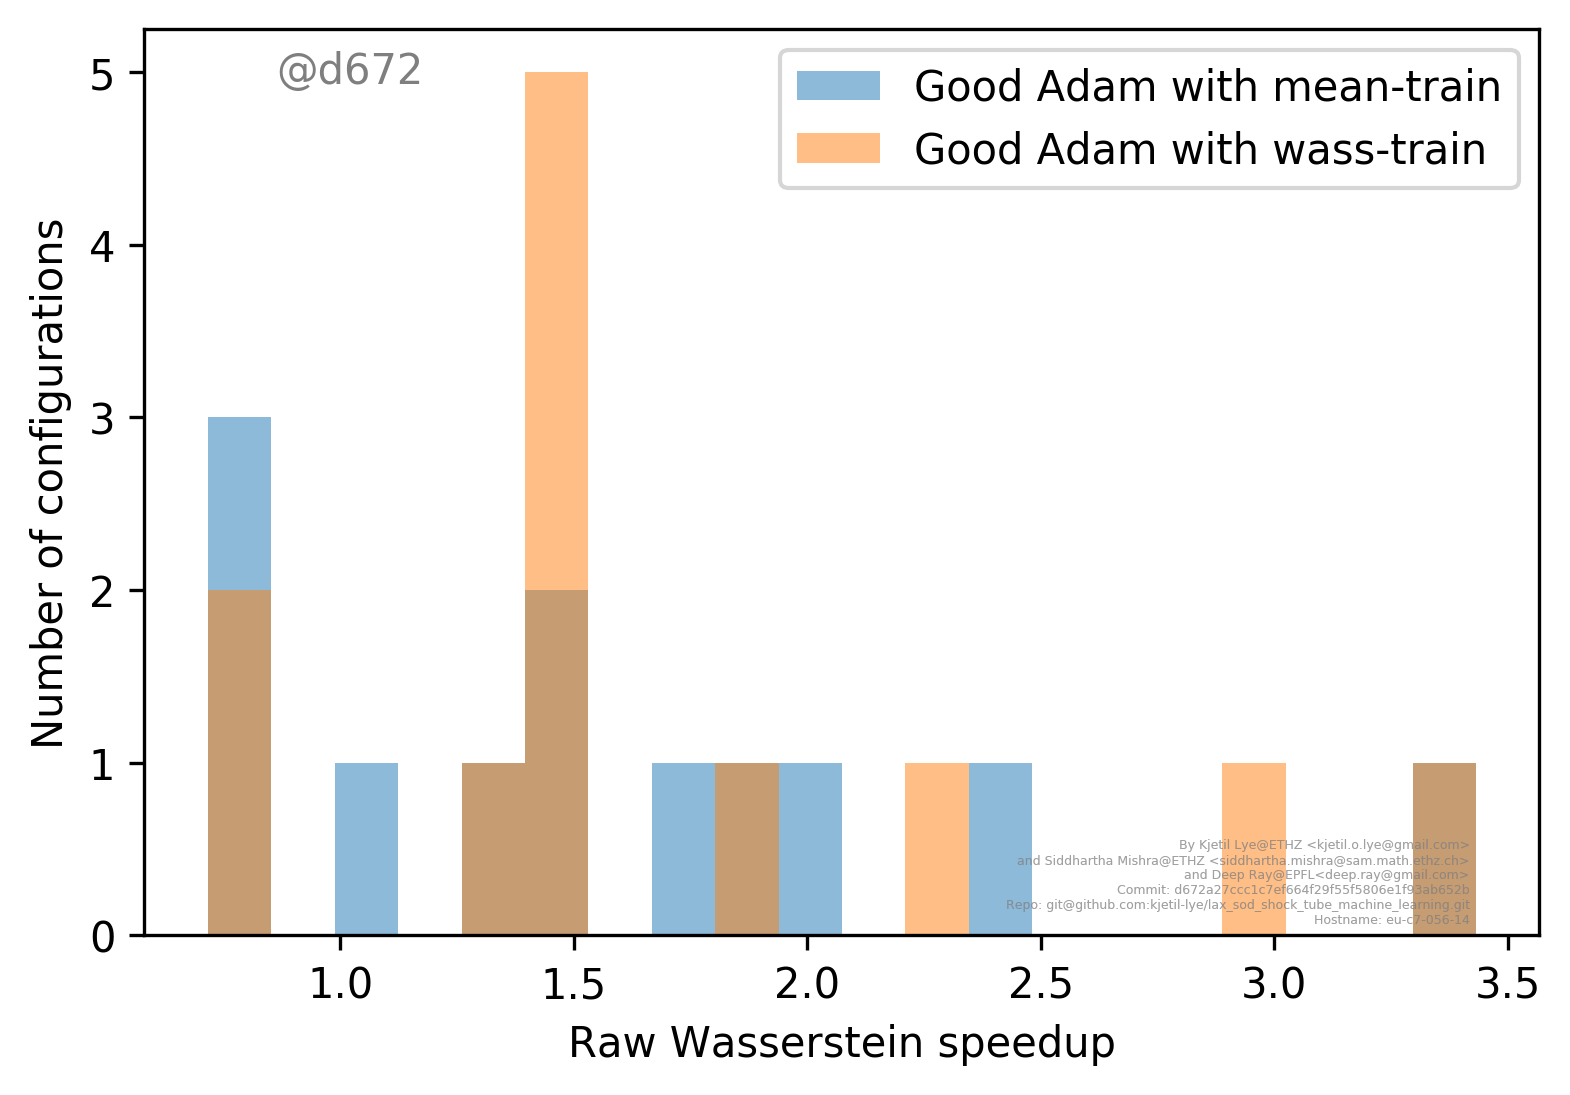 @d672
Good Adam with mean-train
Good Adam with wass-train
5
4
3
2
1
0
Number of configurations
1.0 1.5 2.0 2.5 3.0 3.5
Raw Wasserstein speedup
By Kjetil Lye@ETHZ <kjetil.o.lye@gmail.com>
and Siddhartha Mishra@ETHZ <siddhartha.mishra@sam.math.ethz.ch>
and Deep Ray@EPFL<deep.ray@gmail.com>
Commit: d672a27ccc1c7ef664f29f55f5806e1f93ab652b
Repo: git@github.com:kjetil-lye/lax_sod_shock_tube_machine_learning.git
Hostname: eu-c7-056-14